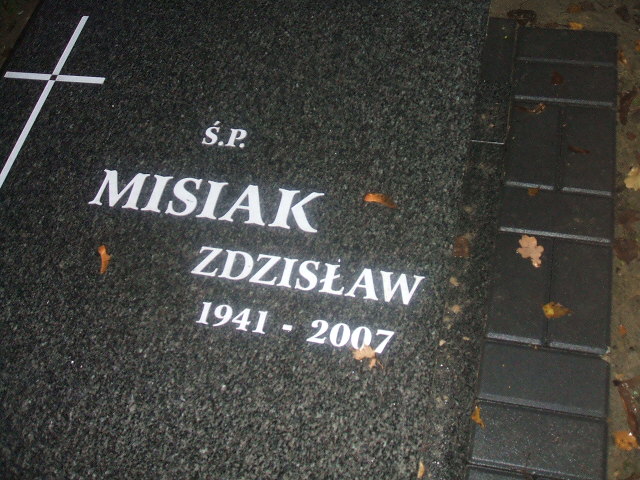 Ś.P.
MISIAK
ZDZISŁAW
1941 - 2007